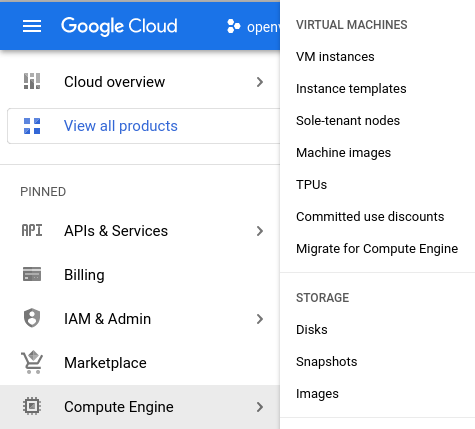 Google Cloud
Cloud overview
View all products
PINNED
API APIs & Services
Billing
IAM & Admin
Marketplace
Compute Engine
VIRTUAL MACHINES
VM instances
Instance templates
Sole-tenant nodes
Machine images
TPUs
Committed use discounts
Migrate for Compute Engine
STORAGE
Disks
Snapshots
Images